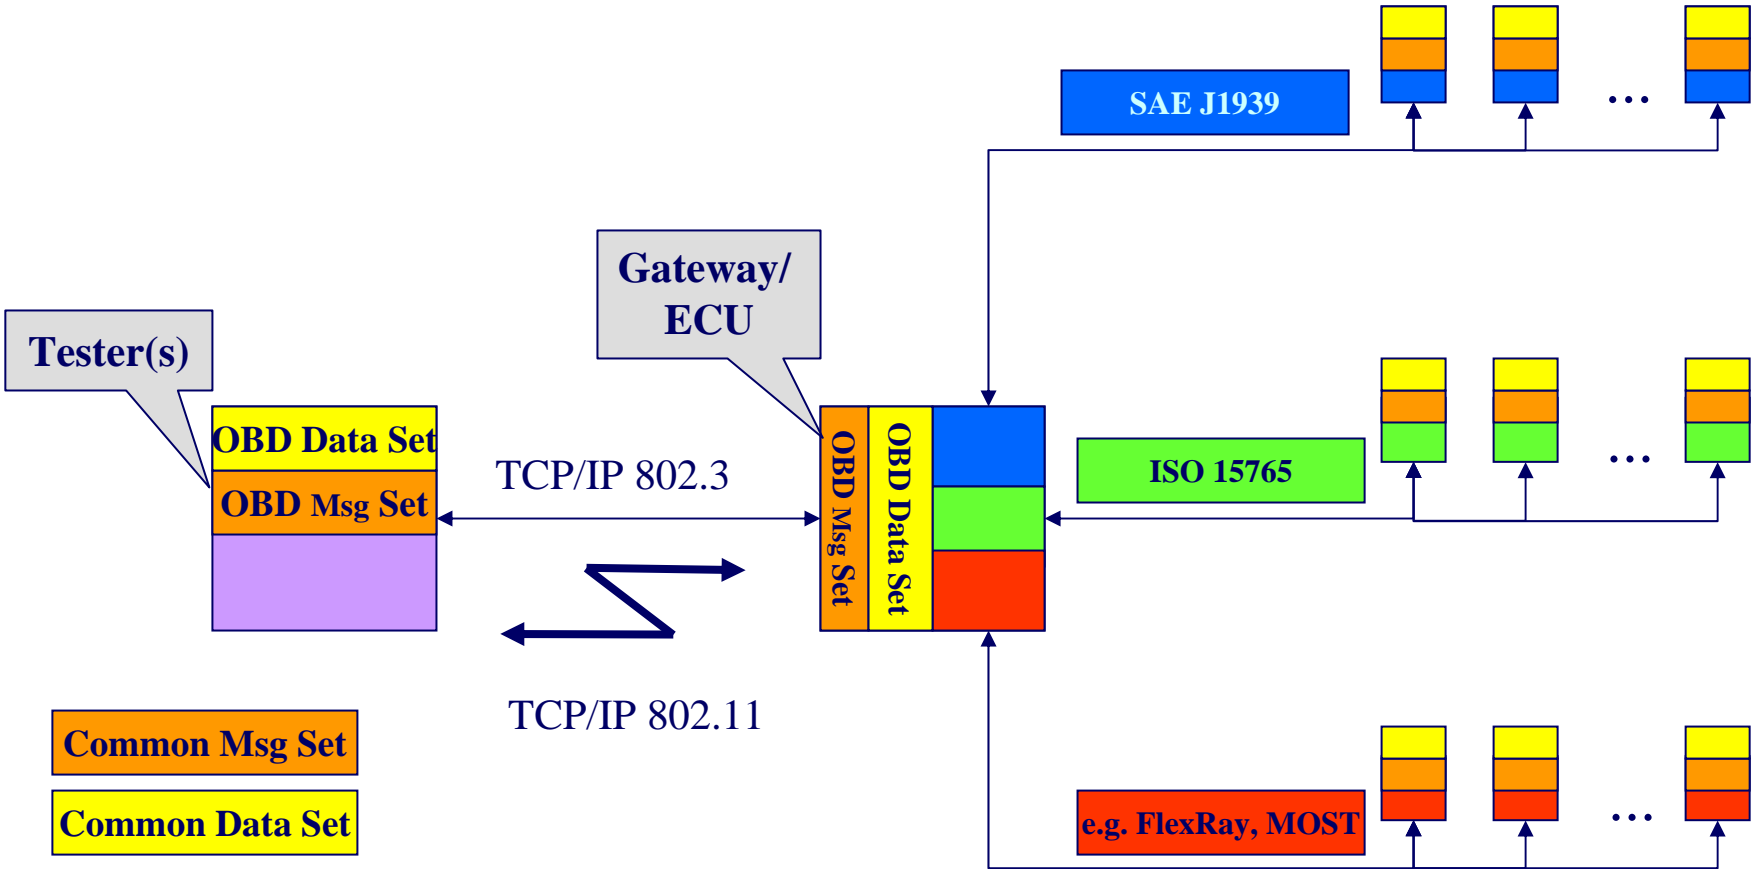 SAE J1939
...
Gateway/
ECU
Tester(s)
OBD Data Set
OBD Msg Set
TCP/IP 802.3
OBD Msg Set
OBD Data Set
ISO 15765
...
TCP/IP 802.11
Common Msg Set
Common Data Set
e.g. FlexRay, MOST
...